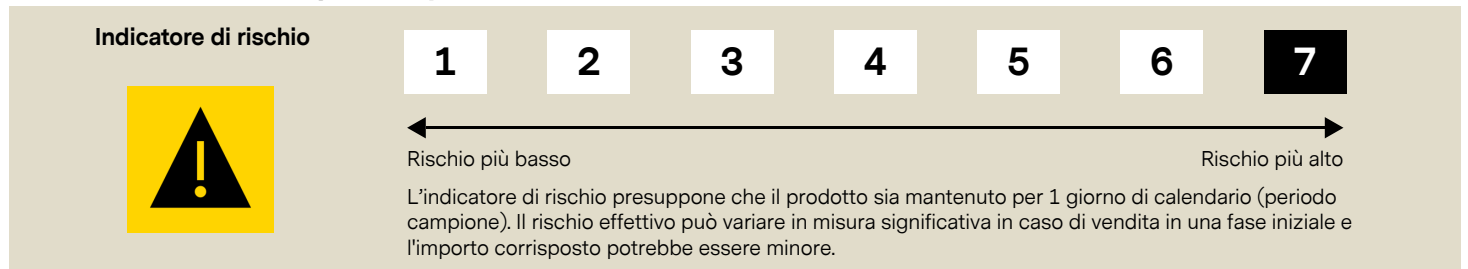 Indicatore di rischio
1 2 3 4 5 6 7
Rischio più basso Rischio più alto
L'indicatore di rischio presuppone che il prodotto sia mantenuto per 1 giorno di calendario (periodo
campione). Il rischio effettivo può variare in misura significativa in caso di vendita in una fase iniziale e
l'importo corrisposto potrebbe essere minore.